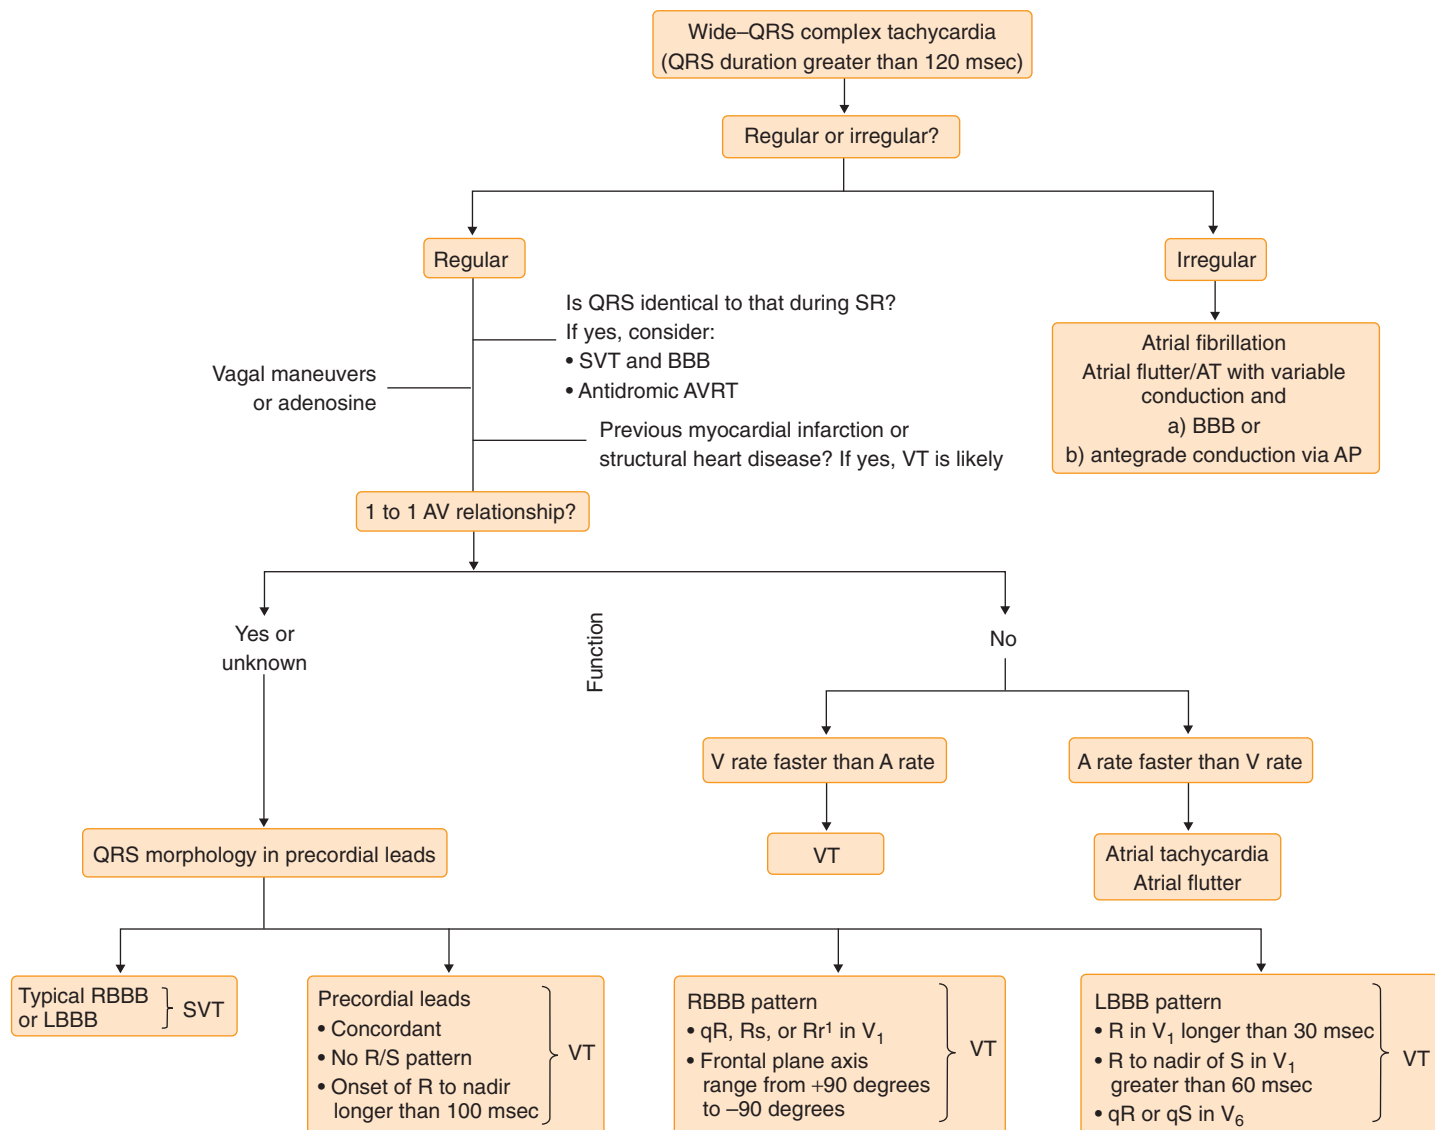 Wide–QRS complex tachycardia
(QRS duration greater than 120 msec)
Regular or irregular?
Regular
Irregular
Is QRS identical to that during SR?
If yes, consider:
• SVT and BBB
• Antidromic AVRT
Vagal maneuvers
or adenosine
Previous myocardial infarction or
structural heart disease? If yes, VT is likely
Atrial fibrillation
Atrial flutter/AT with variable
conduction and
a) BBB or
b) antegrade conduction via AP
1 to 1 AV relationship?
Yes or
unknown
Function
No
V rate faster than A rate
A rate faster than V rate
VT
Atrial tachycardia
Atrial flutter
QRS morphology in precordial leads
Typical RBBB
or LBBB
SVT
Precordial leads
• Concordant
• No R/S pattern
• Onset of R to nadir
longer than 100 msec
VT
RBBB pattern
• qR, Rs, or Rr¹ in V₁
• Frontal plane axis
range from +90 degrees
to –90 degrees
VT
LBBB pattern
• R in V₁ longer than 30 msec
• R to nadir of S in V₁
greater than 60 msec
• qR or qS in V₆
VT